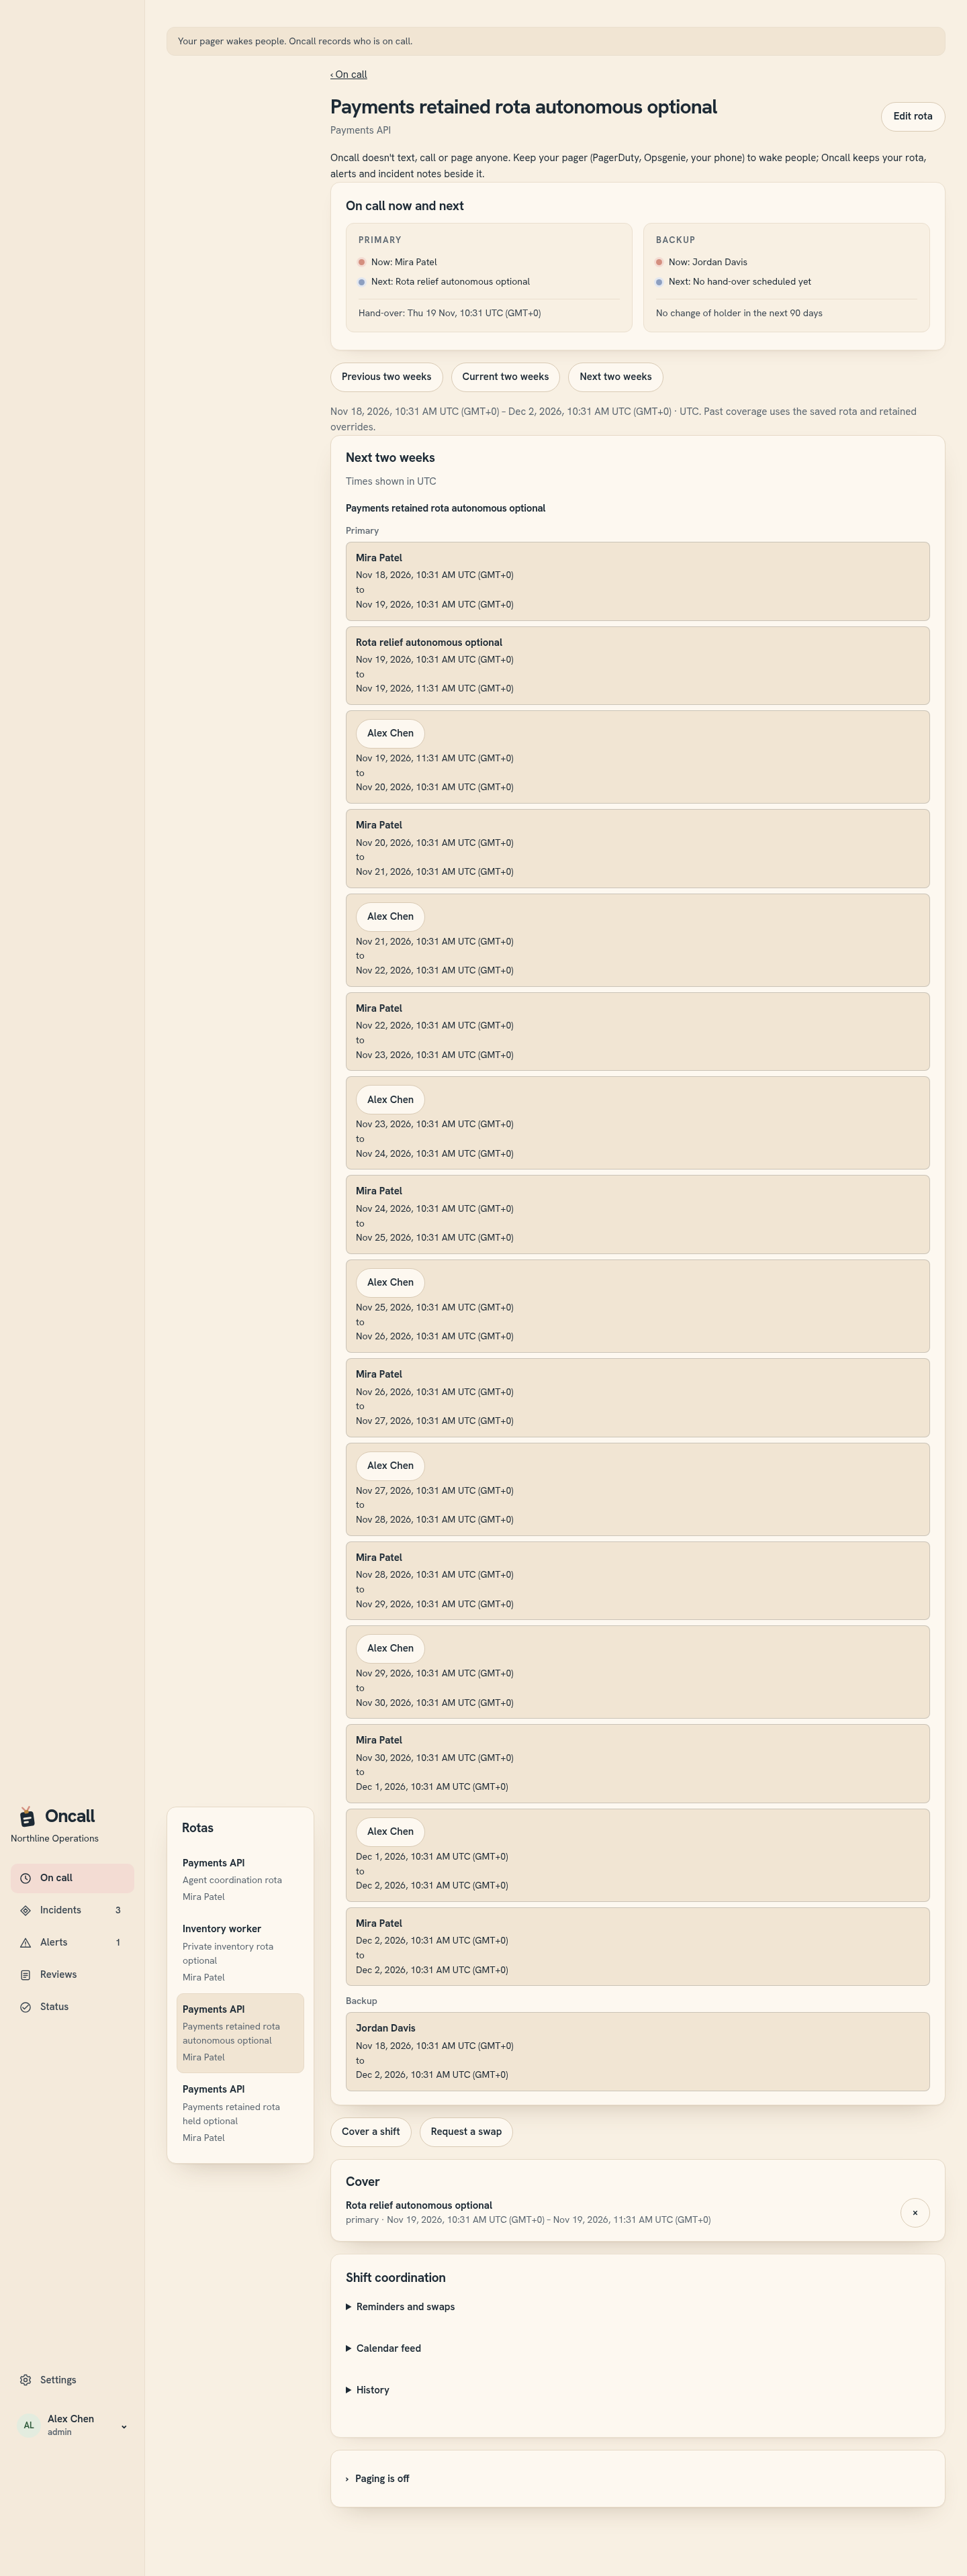 Your pager wakes people. Oncall records who is on call.
‹ On call
Payments retained rota autonomous optional
Payments API
Edit rota
Oncall doesn't text, call or page anyone. Keep your pager (PagerDuty, Opsgenie, your phone) to wake people; Oncall keeps your rota,
alerts and incident notes beside it.
On call now and next
PRIMARY
Now: Mira Patel
Next: Rota relief autonomous optional
Hand-over: Thu 19 Nov, 10:31 UTC (GMT+0)
BACKUP
Now: Jordan Davis
Next: No hand-over scheduled yet
No change of holder in the next 90 days
Previous two weeks
Current two weeks
Next two weeks
Nov 18, 2026, 10:31 AM UTC (GMT+0) – Dec 2, 2026, 10:31 AM UTC (GMT+0) · UTC. Past coverage uses the saved rota and retained
overrides.
Next two weeks
Times shown in UTC
Payments retained rota autonomous optional
Primary
Mira Patel
Nov 18, 2026, 10:31 AM UTC (GMT+0)
to
Nov 19, 2026, 10:31 AM UTC (GMT+0)
Rota relief autonomous optional
Nov 19, 2026, 10:31 AM UTC (GMT+0)
to
Nov 19, 2026, 11:31 AM UTC (GMT+0)
Alex Chen
Nov 19, 2026, 11:31 AM UTC (GMT+0)
to
Nov 20, 2026, 10:31 AM UTC (GMT+0)
Mira Patel
Nov 20, 2026, 10:31 AM UTC (GMT+0)
to
Nov 21, 2026, 10:31 AM UTC (GMT+0)
Alex Chen
Nov 21, 2026, 10:31 AM UTC (GMT+0)
to
Nov 22, 2026, 10:31 AM UTC (GMT+0)
Mira Patel
Nov 22, 2026, 10:31 AM UTC (GMT+0)
to
Nov 23, 2026, 10:31 AM UTC (GMT+0)
Alex Chen
Nov 23, 2026, 10:31 AM UTC (GMT+0)
to
Nov 24, 2026, 10:31 AM UTC (GMT+0)
Mira Patel
Nov 24, 2026, 10:31 AM UTC (GMT+0)
to
Nov 25, 2026, 10:31 AM UTC (GMT+0)
Alex Chen
Nov 25, 2026, 10:31 AM UTC (GMT+0)
to
Nov 26, 2026, 10:31 AM UTC (GMT+0)
Mira Patel
Nov 26, 2026, 10:31 AM UTC (GMT+0)
to
Nov 27, 2026, 10:31 AM UTC (GMT+0)
Alex Chen
Nov 27, 2026, 10:31 AM UTC (GMT+0)
to
Nov 28, 2026, 10:31 AM UTC (GMT+0)
Mira Patel
Nov 28, 2026, 10:31 AM UTC (GMT+0)
to
Nov 29, 2026, 10:31 AM UTC (GMT+0)
Alex Chen
Nov 29, 2026, 10:31 AM UTC (GMT+0)
to
Nov 30, 2026, 10:31 AM UTC (GMT+0)
Mira Patel
Nov 30, 2026, 10:31 AM UTC (GMT+0)
to
Dec 1, 2026, 10:31 AM UTC (GMT+0)
Alex Chen
Dec 1, 2026, 10:31 AM UTC (GMT+0)
to
Dec 2, 2026, 10:31 AM UTC (GMT+0)
Mira Patel
Dec 2, 2026, 10:31 AM UTC (GMT+0)
to
Dec 2, 2026, 10:31 AM UTC (GMT+0)
Backup
Jordan Davis
Nov 18, 2026, 10:31 AM UTC (GMT+0)
to
Dec 2, 2026, 10:31 AM UTC (GMT+0)
Cover a shift
Request a swap
Cover
Rota relief autonomous optional
primary · Nov 19, 2026, 10:31 AM UTC (GMT+0) – Nov 19, 2026, 11:31 AM UTC (GMT+0)
×
Shift coordination
Reminders and swaps
Calendar feed
History
› Paging is off
Oncall
Northline Operations
On call
Incidents 3
Alerts 1
Reviews
Status
Settings
AL
Alex Chen
admin
Rotas
Payments API
Agent coordination rota
Mira Patel
Inventory worker
Private inventory rota
optional
Mira Patel
Payments API
Payments retained rota
autonomous optional
Mira Patel
Payments API
Payments retained rota
held optional
Mira Patel